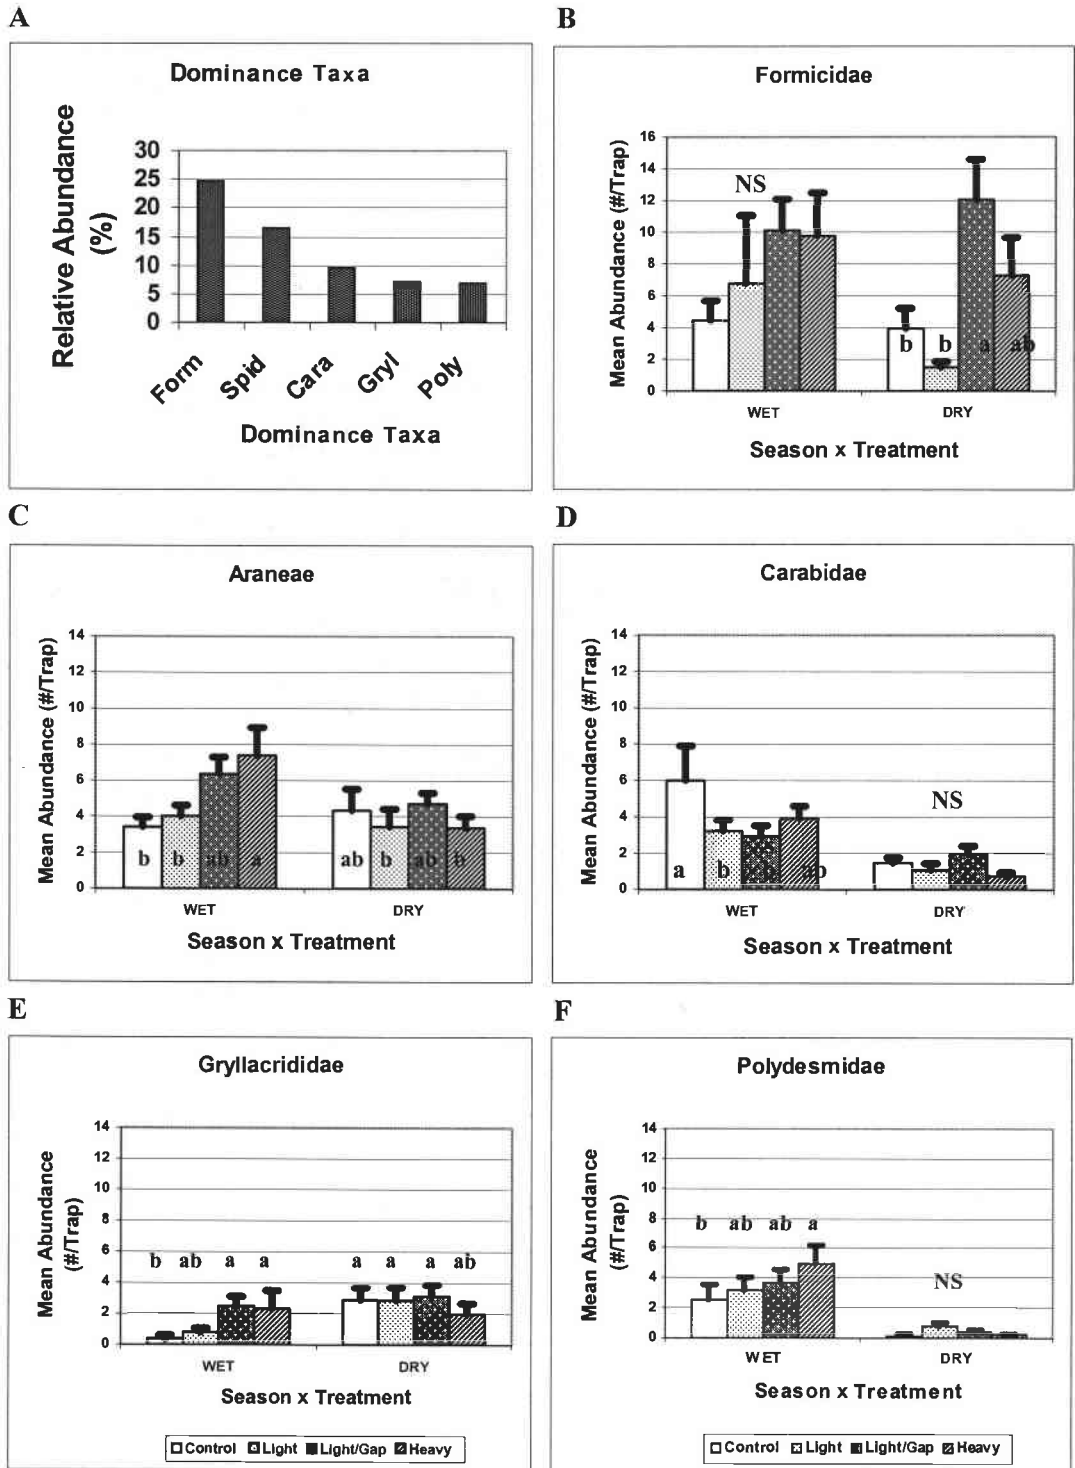 A
Dominance Taxa
Relative Abundance
(%)
30
25
20
15
10
5
0
Form
Spid
Cara
Gryl
Poly
Dominance Taxa
B
Formicidae
Mean Abundance (#/Trap)
16
14
12
10
8
6
4
2
0
NS
b b a ab
WET DRY
Season x Treatment
C
Araneae
Mean Abundance (#/Trap)
14
12
10
8
6
4
2
0
b b ab a ab b ab b
WET DRY
Season x Treatment
D
Carabidae
Mean Abundance (#/Trap)
14
12
10
8
6
4
2
0
NS
a b b ab
WET DRY
Season x Treatment
E
Gryllacrididae
Mean Abundance
(#/Trap)
14
12
10
8
6
4
2
0
b ab a a a a a ab
WET DRY
Season x Treatment
Control Light Light/Gap Heavy
F
Polydesmidae
Mean Abundance
(#/Trap)
14
12
10
8
6
4
2
0
b ab ab a
NS
WET DRY
Season x Treatment
Control Light Light/Gap Heavy